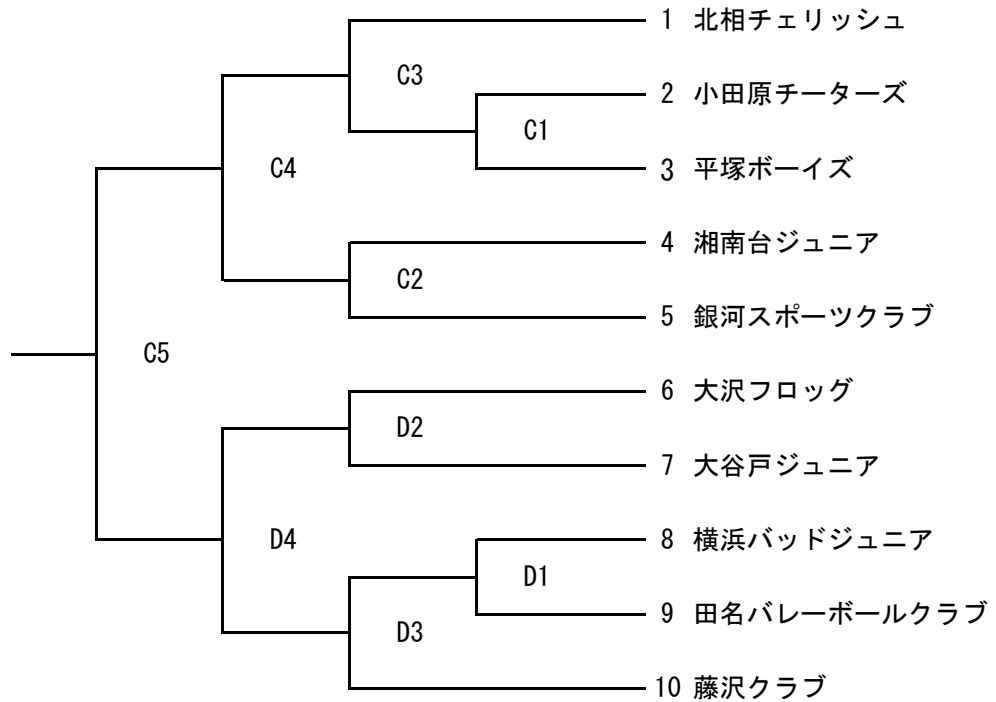 1 北相チェリッシュ
C3
2 小田原チーターズ
C1
3 平塚ボーイズ
C4
4 湘南台ジュニア
C2
5 銀河スポーツクラブ
C5
6 大沢フロッグ
D2
7 大谷戸ジュニア
8 横浜バッドジュニア
D4
D1
9 田名バレーボールクラブ
D3
10 藤沢クラブ